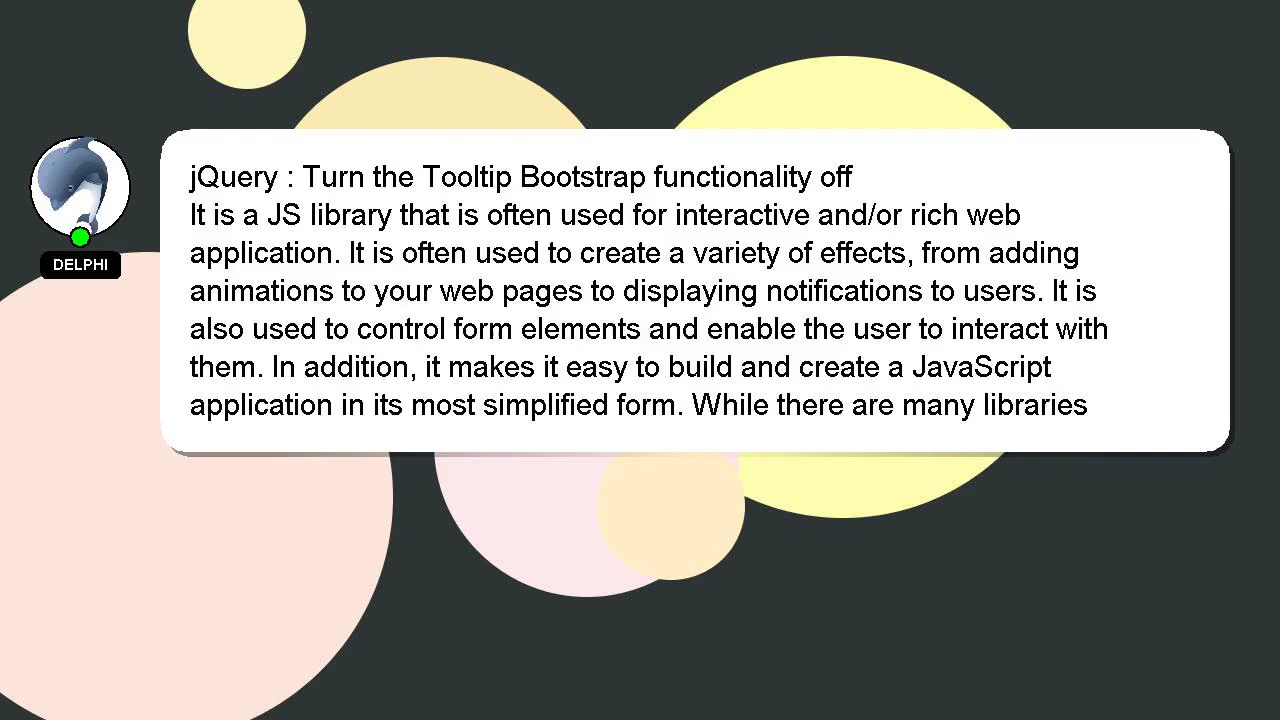 jQuery : Turn the Tooltip Bootstrap functionality off
It is a JS library that is often used for interactive and/or rich web
application. It is often used to create a variety of effects, from adding
animations to your web pages to displaying notifications to users. It is
also used to control form elements and enable the user to interact with
them. In addition, it makes it easy to build and create a JavaScript
application in its most simplified form. While there are many libraries
DELPHI